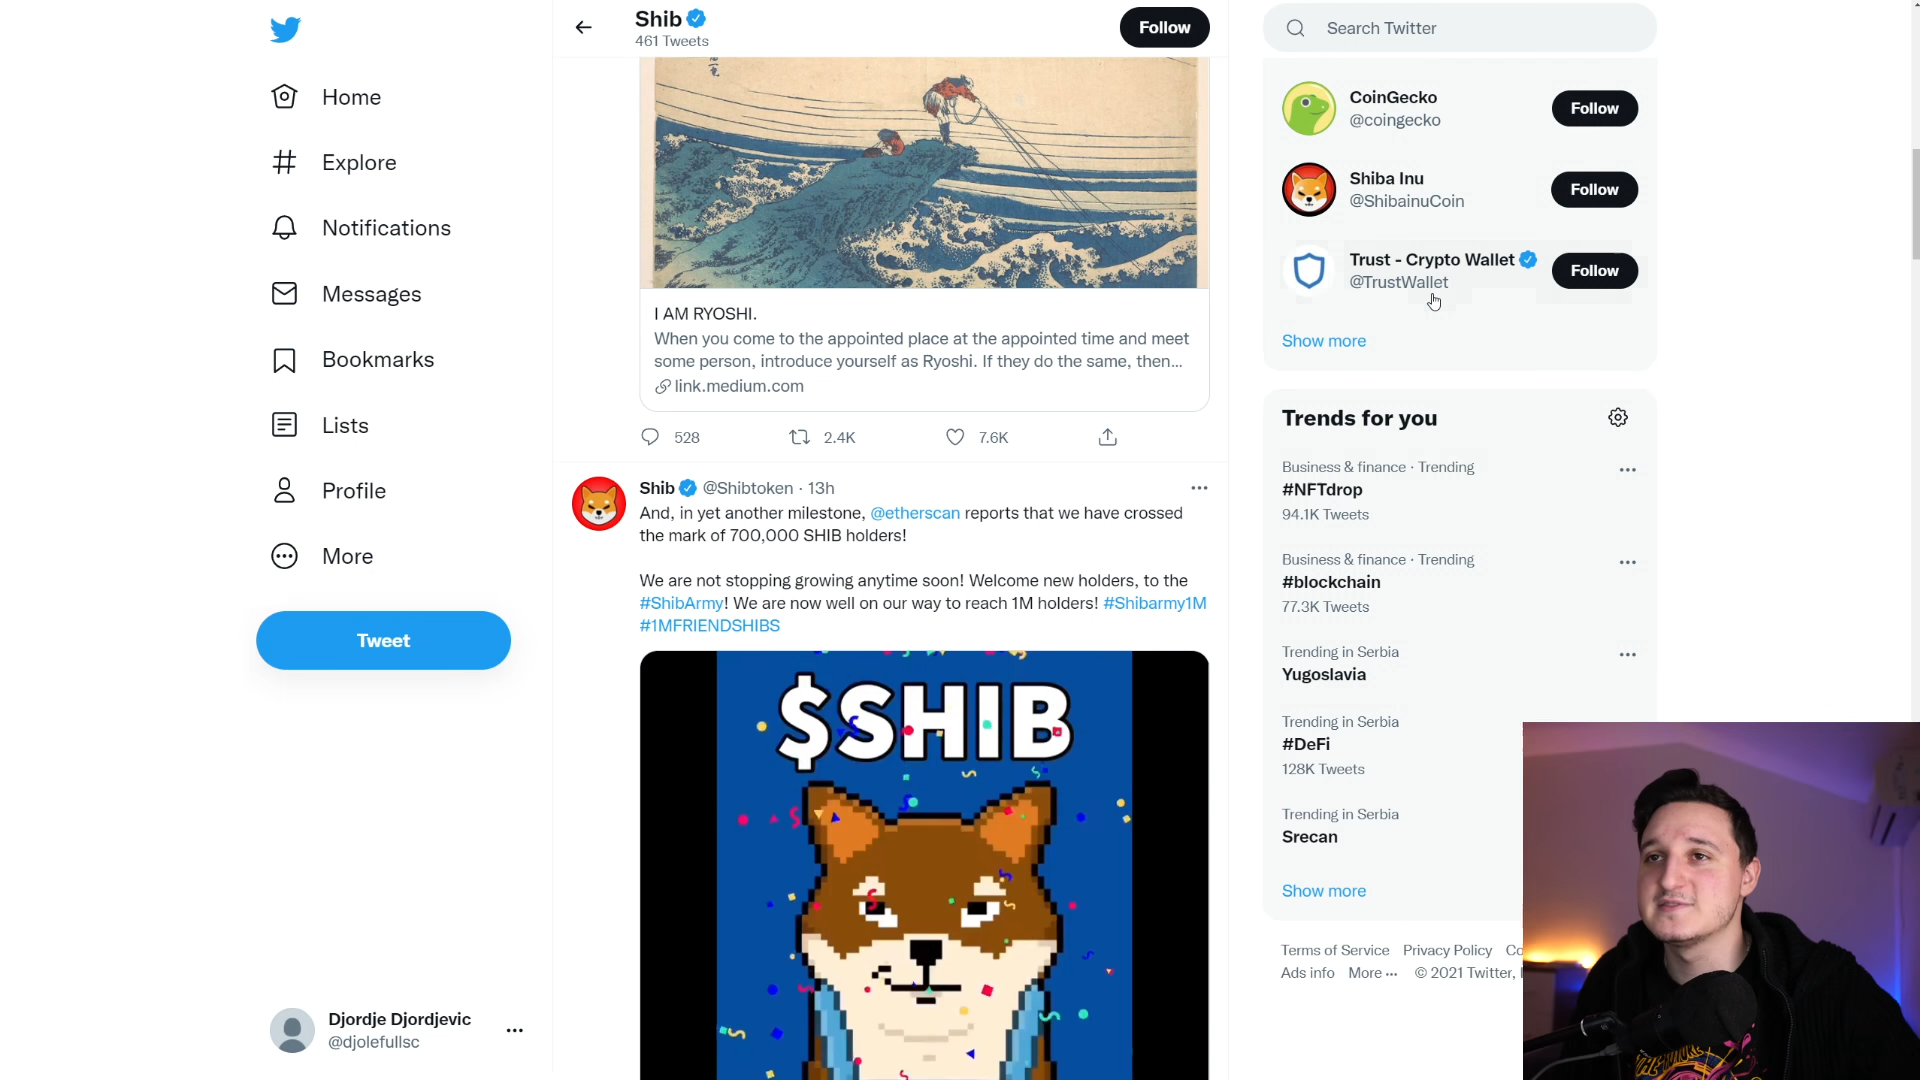 Home
Explore
Notifications
Messages
Bookmarks
Lists
Profile
More
Tweet
Djordje Djordjevic
@djolefullsc
Shib
461 Tweets
Follow
I AM RYOSHI.
When you come to the appointed place at the appointed time and meet
some person, introduce yourself as Ryoshi. If they do the same, then...
link.medium.com
528
2.4K
7.6K
Shib @Shibtoken · 13h
And, in yet another milestone, @etherscan reports that we have crossed
the mark of 700,000 SHIB holders!
We are not stopping growing anytime soon! Welcome new holders, to the
#ShibArmy! We are now well on our way to reach 1M holders! #Shibarmy1M
#1MFRIENDSHIBS
$SHIB
Search Twitter
CoinGecko
@coingecko
Follow
Shiba Inu
@ShibainuCoin
Follow
Trust - Crypto Wallet
@TrustWallet
Follow
Show more
Trends for you
Business & finance · Trending
#NFTdrop
94.1K Tweets
Business & finance · Trending
#blockchain
77.3K Tweets
Trending in Serbia
Yugoslavia
Trending in Serbia
#DeFi
128K Tweets
Trending in Serbia
Srecan
Show more
Terms of Service Privacy Policy Co
Ads info More ··· © 2021 Twitter, I